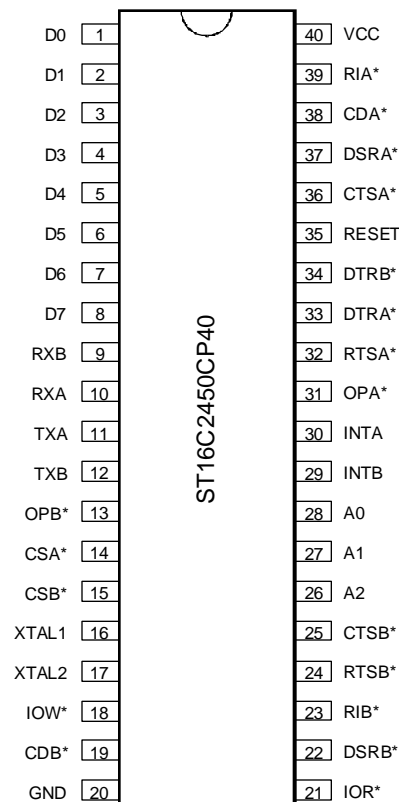 D0 1 40 VCC
D1 2 39 RIA*
D2 3 38 CDA*
D3 4 37 DSRA*
D4 5 36 CTSA*
D5 6 35 RESET
D6 7 34 DTRB*
D7 8 33 DTRA*
RXB 9 32 RTSA*
RXA 10 31 OPA*
TXA 11 30 INTA
TXB 12 29 INTB
OPB* 13 28 A0
CSA* 14 27 A1
CSB* 15 26 A2
XTAL1 16 25 CTSB*
XTAL2 17 24 RTSB*
IOW* 18 23 RIB*
CDB* 19 22 DSRB*
GND 20 21 IOR*
ST16C2450CP40